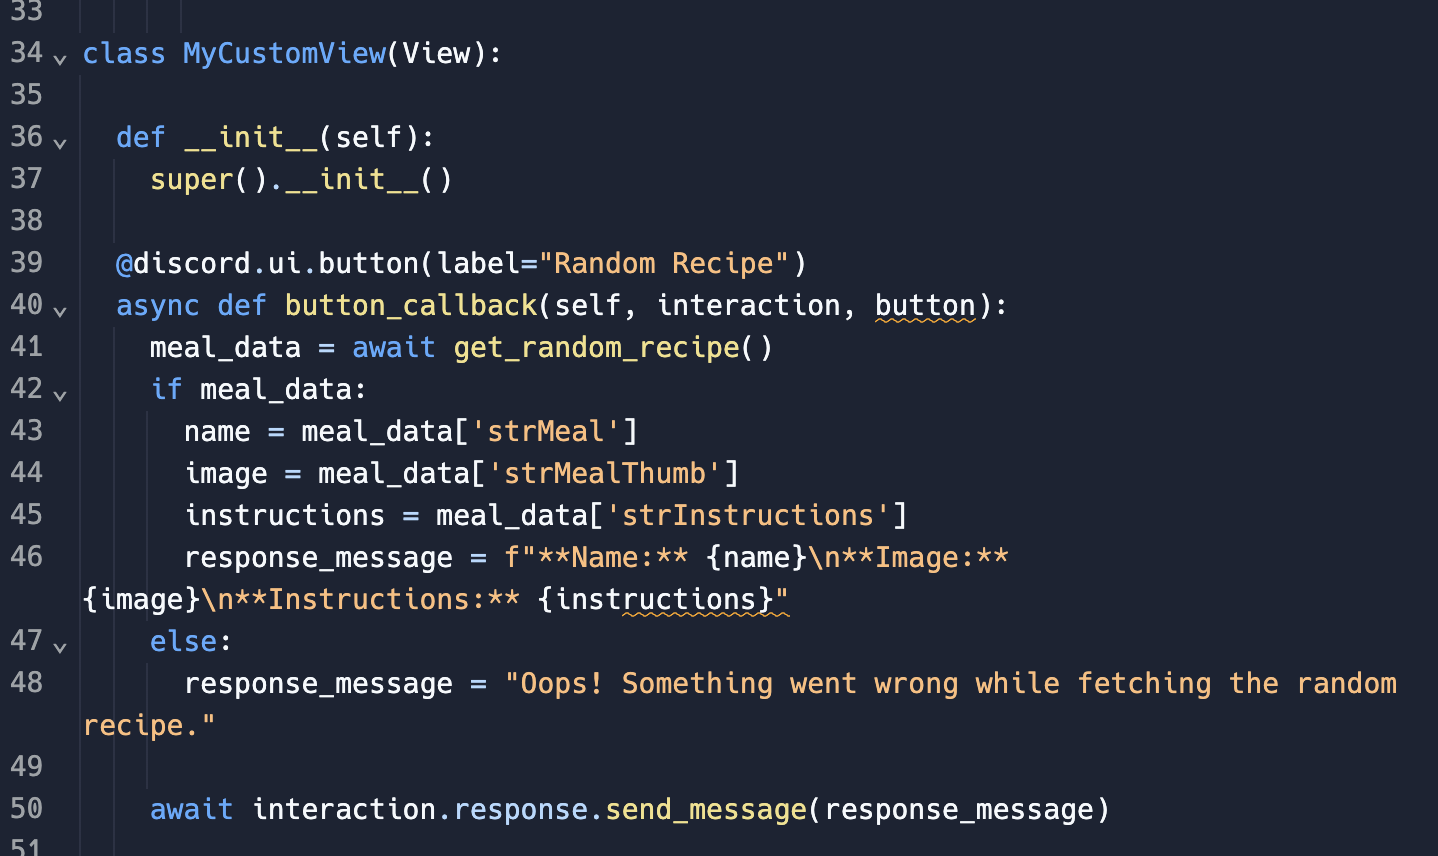 33
34 class MyCustomView(View):
35
36   def __init__(self):
37     super().__init__()
38
39   @discord.ui.button(label="Random Recipe")
40   async def button_callback(self, interaction, button):
41     meal_data = await get_random_recipe()
42     if meal_data:
43       name = meal_data['strMeal']
44       image = meal_data['strMealThumb']
45       instructions = meal_data['strInstructions']
46       response_message = f"**Name:** {name}\n**Image:**
{image}\n**Instructions:** {instructions}"
47     else:
48       response_message = "Oops! Something went wrong while fetching the random
recipe."
49
50     await interaction.response.send_message(response_message)
51